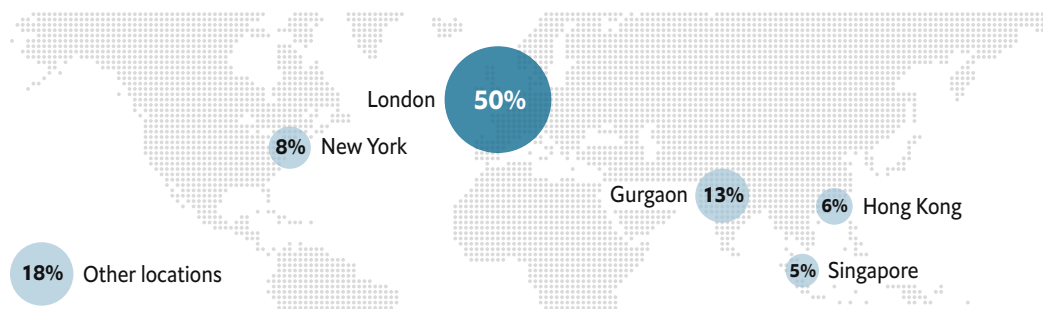 London 50%
8% New York
Gurgaon 13%
6% Hong Kong
5% Singapore
18% Other locations